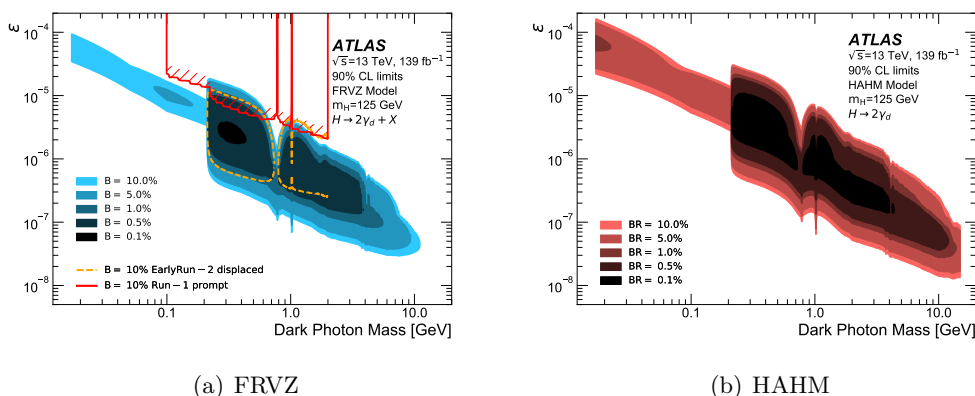 ε
10⁻⁴
10⁻⁵
10⁻⁶
10⁻⁷
10⁻⁸
ATLAS
√s=13 TeV, 139 fb⁻¹
90% CL limits
FRVZ Model
m_H=125 GeV
H→2γ_d + X
B = 10.0%
B = 5.0%
B = 1.0%
B = 0.5%
B = 0.1%
B = 10% EarlyRun−2 displaced
B = 10% Run−1 prompt
0.1 1.0 10.0
Dark Photon Mass [GeV]
(a) FRVZ
ε
10⁻⁴
10⁻⁵
10⁻⁶
10⁻⁷
10⁻⁸
ATLAS
√s=13 TeV, 139 fb⁻¹
90% CL limits
HAHM Model
m_H=125 GeV
H→2γ_d
BR = 10.0%
BR = 5.0%
BR = 1.0%
BR = 0.5%
BR = 0.1%
0.1 1.0 10.0
Dark Photon Mass [GeV]
(b) HAHM